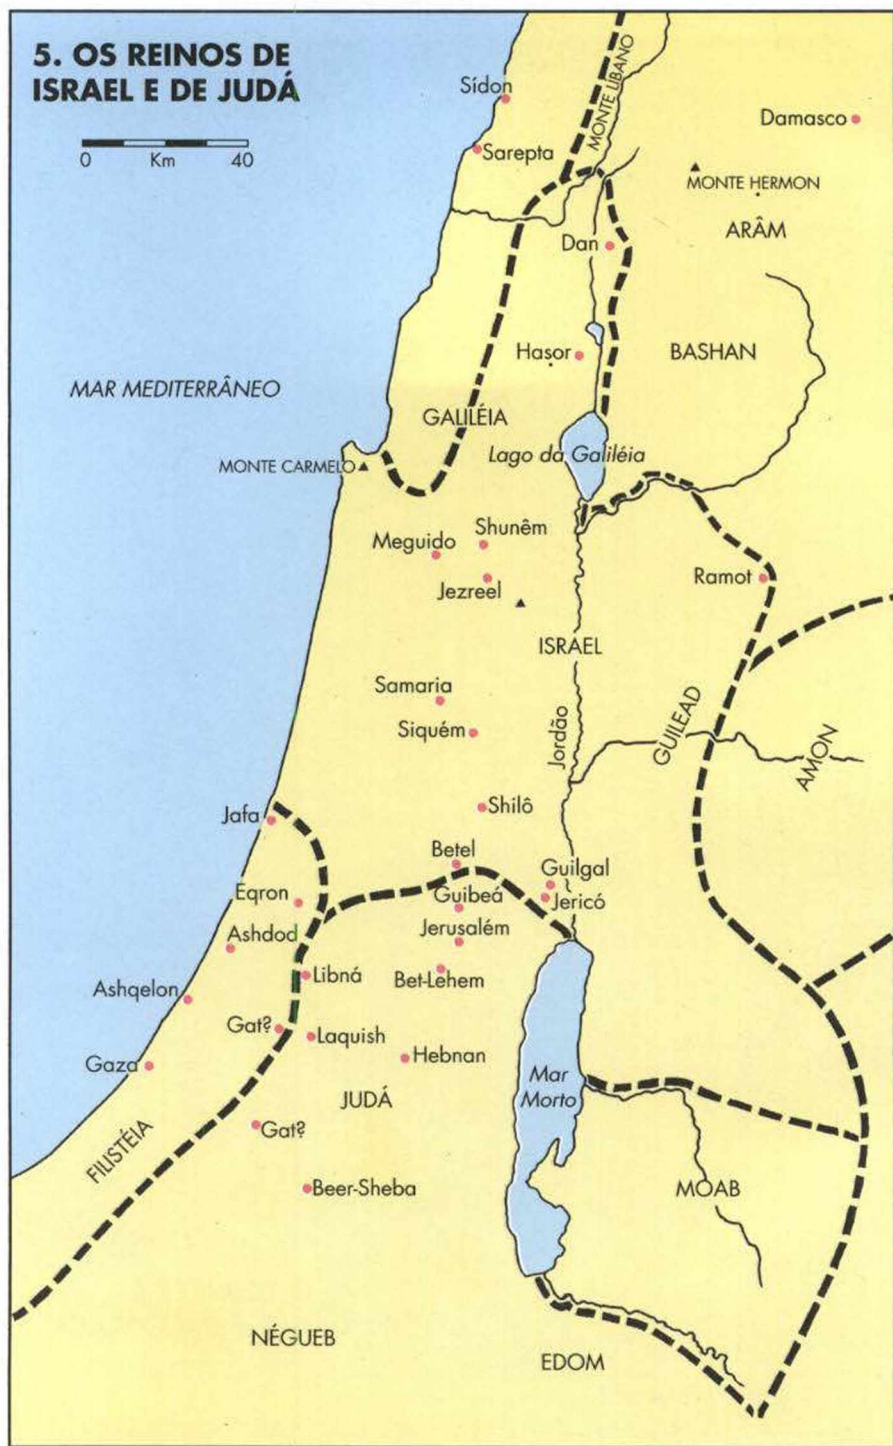 5. OS REINOS DE
ISRAEL E DE JUDÁ
0 Km 40
Sídon
MONTE LÍBANO
Damasco
Sarepta
MONTE HERMON
ARÂM
Dan
Haṣor
BASHAN
MAR MEDITERRÂNEO
GALILÉIA
Lago da Galiléia
MONTE CARMELO
Shunêm
Meguido
Jezreel
Ramot
ISRAEL
Samaria
Siquém
Jordão
GUILEAD
AMON
Shilô
Jafa
Betel
Guilgal
Eqron
Guibeá
Jericó
Jerusalém
Ashdod
Libná
Bet-Lehem
Ashqelon
Gat?
Laquish
Hebnan
Gaza
Mar
Morto
JUDÁ
Gat?
FILISTÉIA
Beer-Sheba
MOAB
NÉGUEB
EDOM